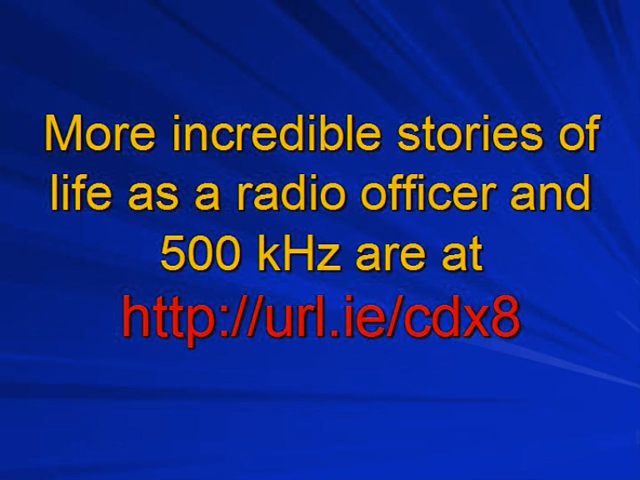 More incredible stories of
life as a radio officer and
500 kHz are at
http://url.ie/cdx8